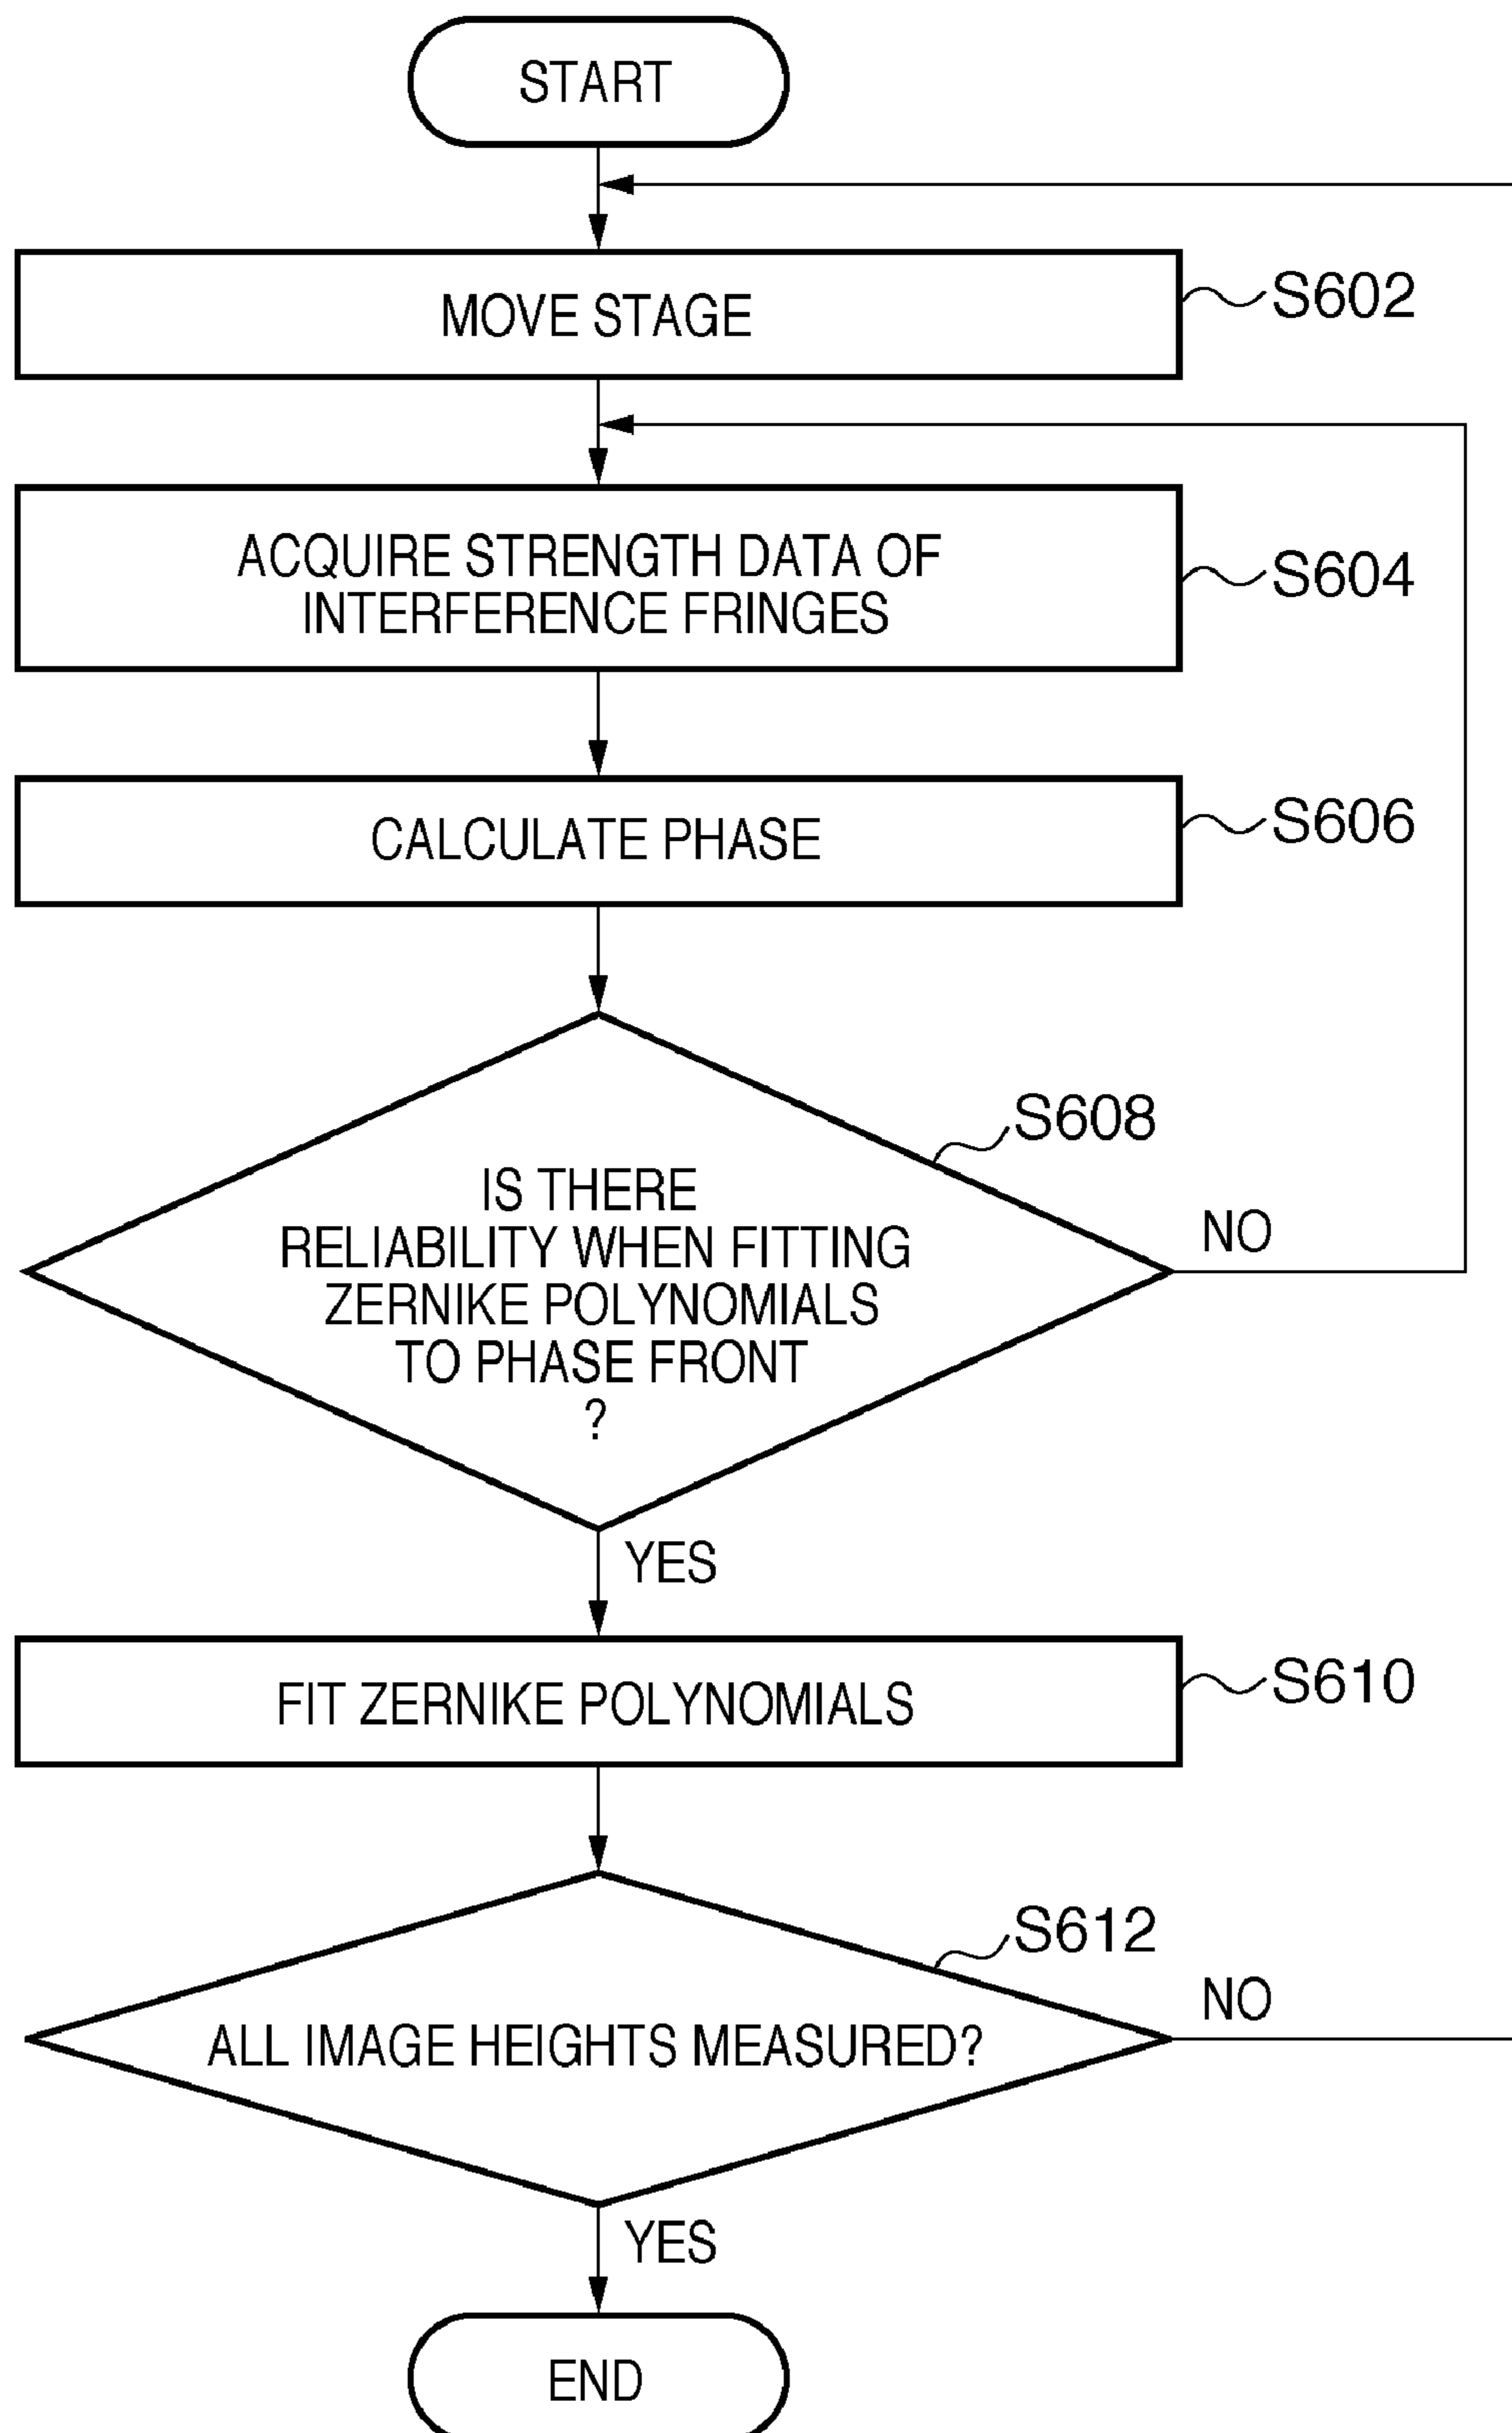 START
MOVE STAGE
S602
ACQUIRE STRENGTH DATA OF
INTERFERENCE FRINGES
S604
CALCULATE PHASE
S606
S608
IS THERE
RELIABILITY WHEN FITTING
ZERNIKE POLYNOMIALS
TO PHASE FRONT
?
NO
YES
FIT ZERNIKE POLYNOMIALS
S610
S612
ALL IMAGE HEIGHTS MEASURED?
NO
YES
END